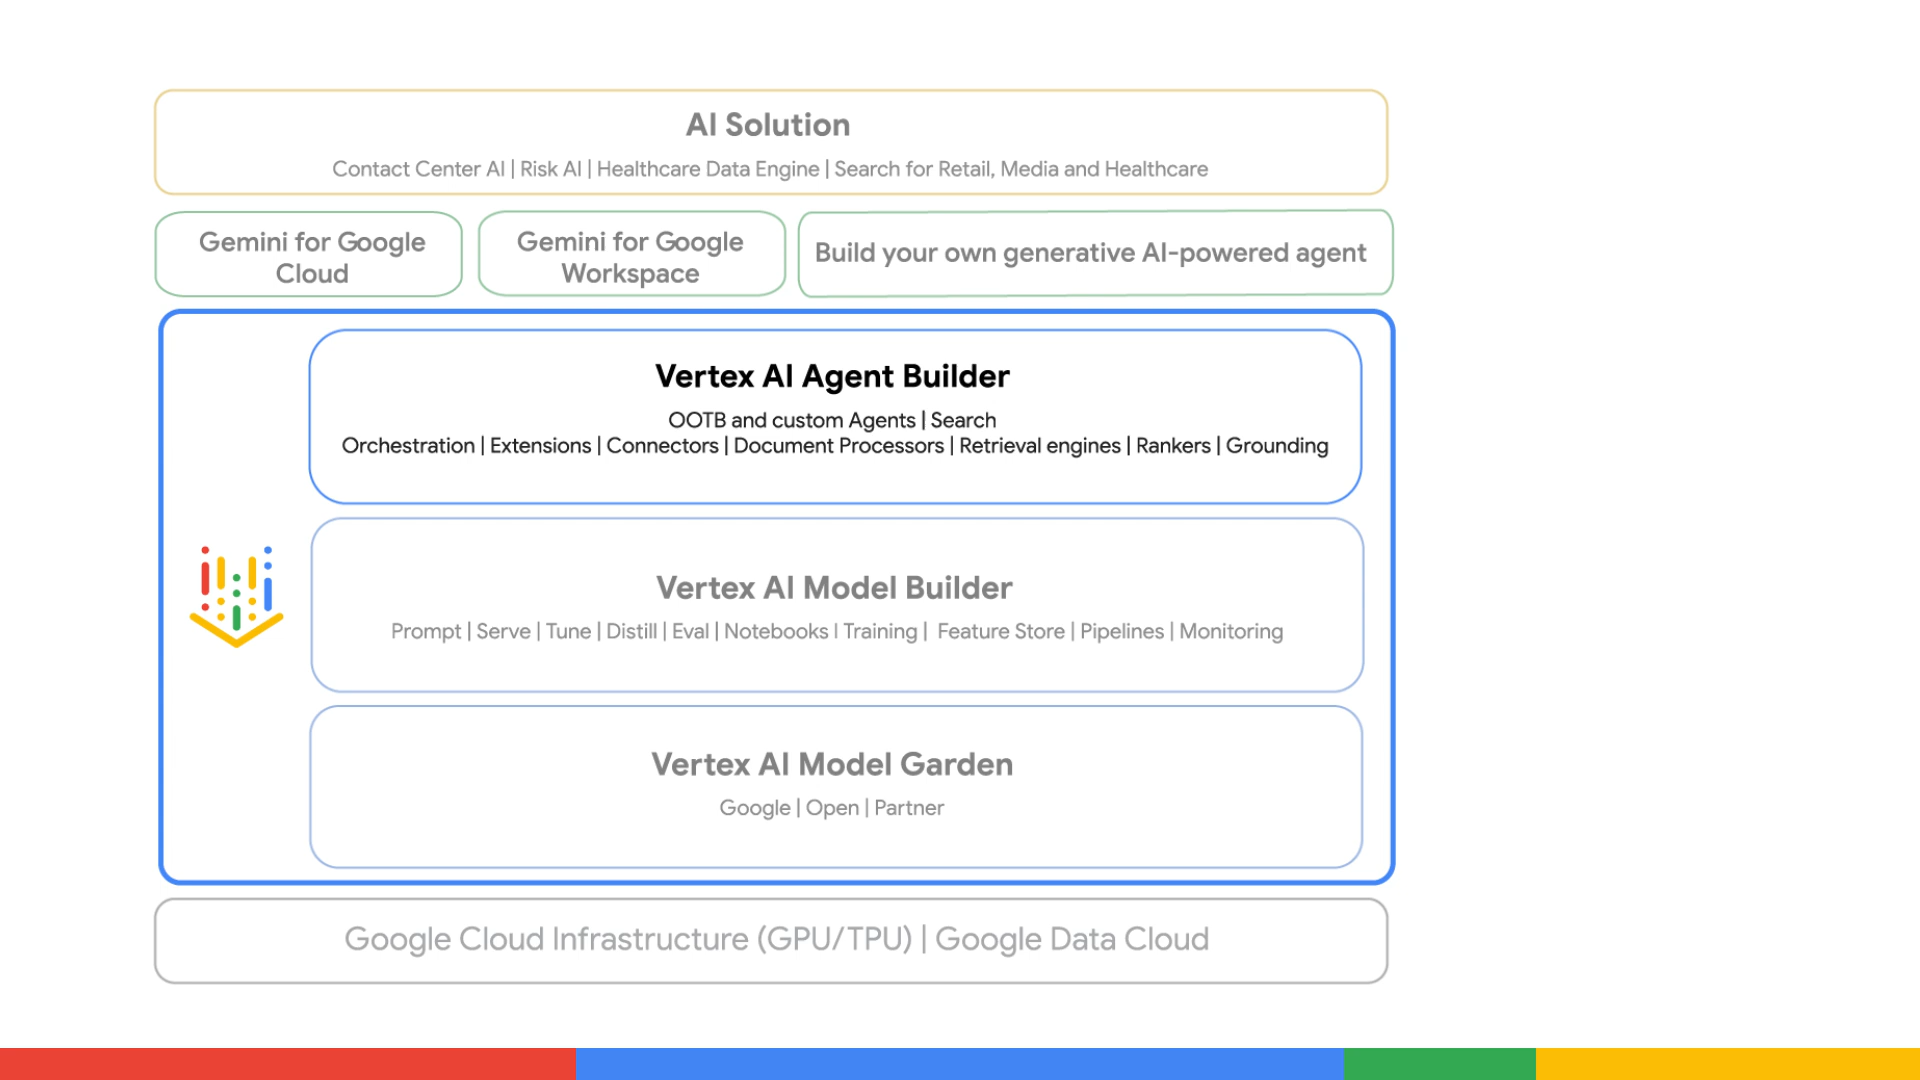 AI Solution
Contact Center AI | Risk AI | Healthcare Data Engine | Search for Retail, Media and Healthcare
Gemini for Google
Cloud
Gemini for Google
Workspace
Build your own generative AI-powered agent
Vertex AI Agent Builder
OOTB and custom Agents | Search
Orchestration | Extensions | Connectors | Document Processors | Retrieval engines | Rankers | Grounding
Vertex AI Model Builder
Prompt | Serve | Tune | Distill | Eval | Notebooks I Training | Feature Store | Pipelines | Monitoring
Vertex AI Model Garden
Google | Open | Partner
Google Cloud Infrastructure (GPU/TPU) | Google Data Cloud